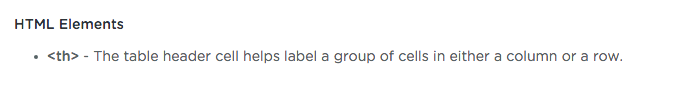 HTML Elements
• <th> - The table header cell helps label a group of cells in either a column or a row.